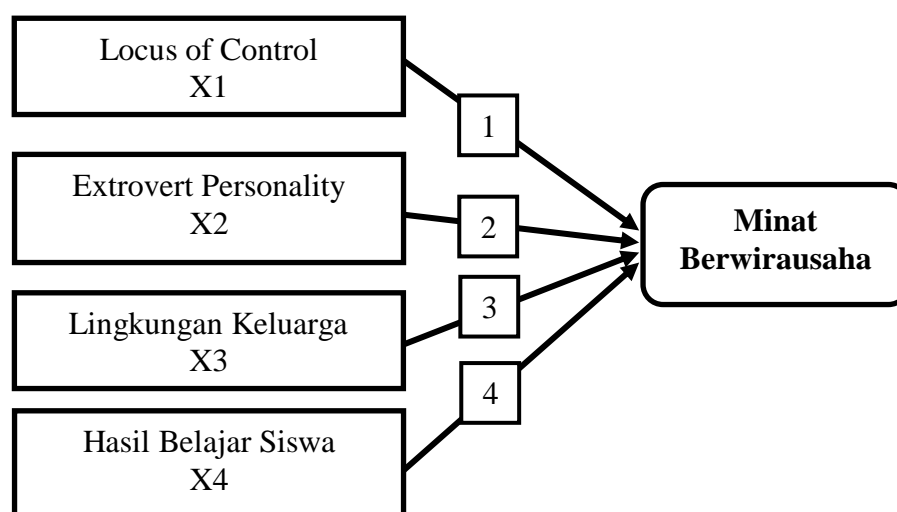 Locus of Control
X1
1
Extrovert Personality
X2
2
Minat
Berwirausaha
Lingkungan Keluarga
X3
3
Hasil Belajar Siswa
X4
4